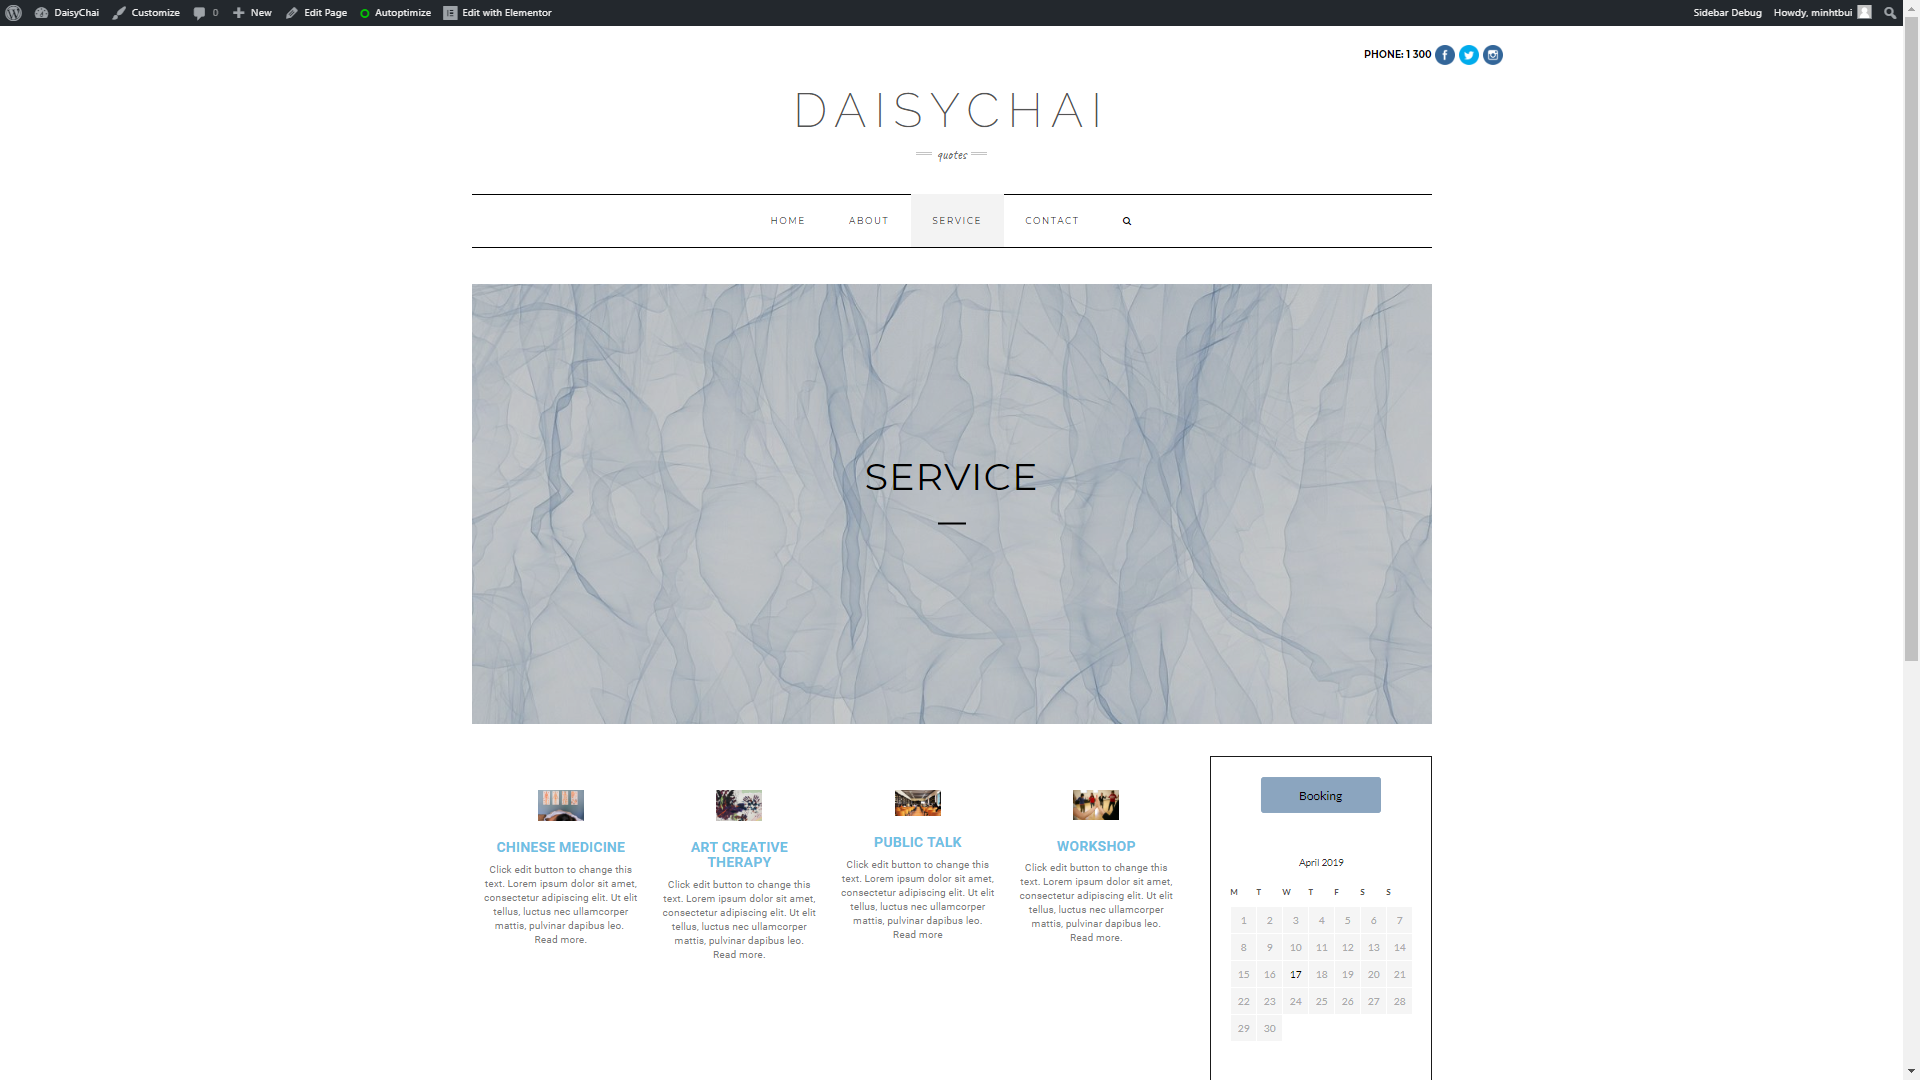 DaisyChai Customize 0 New Edit Page Autoptimize Edit with Elementor Sidebar Debug Howdy, minhtbui
PHONE: 1 300
DAISYCHAI
quotes
HOME ABOUT SERVICE CONTACT
SERVICE
CHINESE MEDICINE
Click edit button to change this
text. Lorem ipsum dolor sit amet,
consectetur adipiscing elit. Ut elit
tellus, luctus nec ullamcorper
mattis, pulvinar dapibus leo.
Read more.
ART CREATIVE
THERAPY
Click edit button to change this
text. Lorem ipsum dolor sit amet,
consectetur adipiscing elit. Ut elit
tellus, luctus nec ullamcorper
mattis, pulvinar dapibus leo.
Read more.
PUBLIC TALK
Click edit button to change this
text. Lorem ipsum dolor sit amet,
consectetur adipiscing elit. Ut elit
tellus, luctus nec ullamcorper
mattis, pulvinar dapibus leo.
Read more
WORKSHOP
Click edit button to change this
text. Lorem ipsum dolor sit amet,
consectetur adipiscing elit. Ut elit
tellus, luctus nec ullamcorper
mattis, pulvinar dapibus leo.
Read more.
Booking
April 2019
M T W T F S S
1 2 3 4 5 6 7
8 9 10 11 12 13 14
15 16 17 18 19 20 21
22 23 24 25 26 27 28
29 30